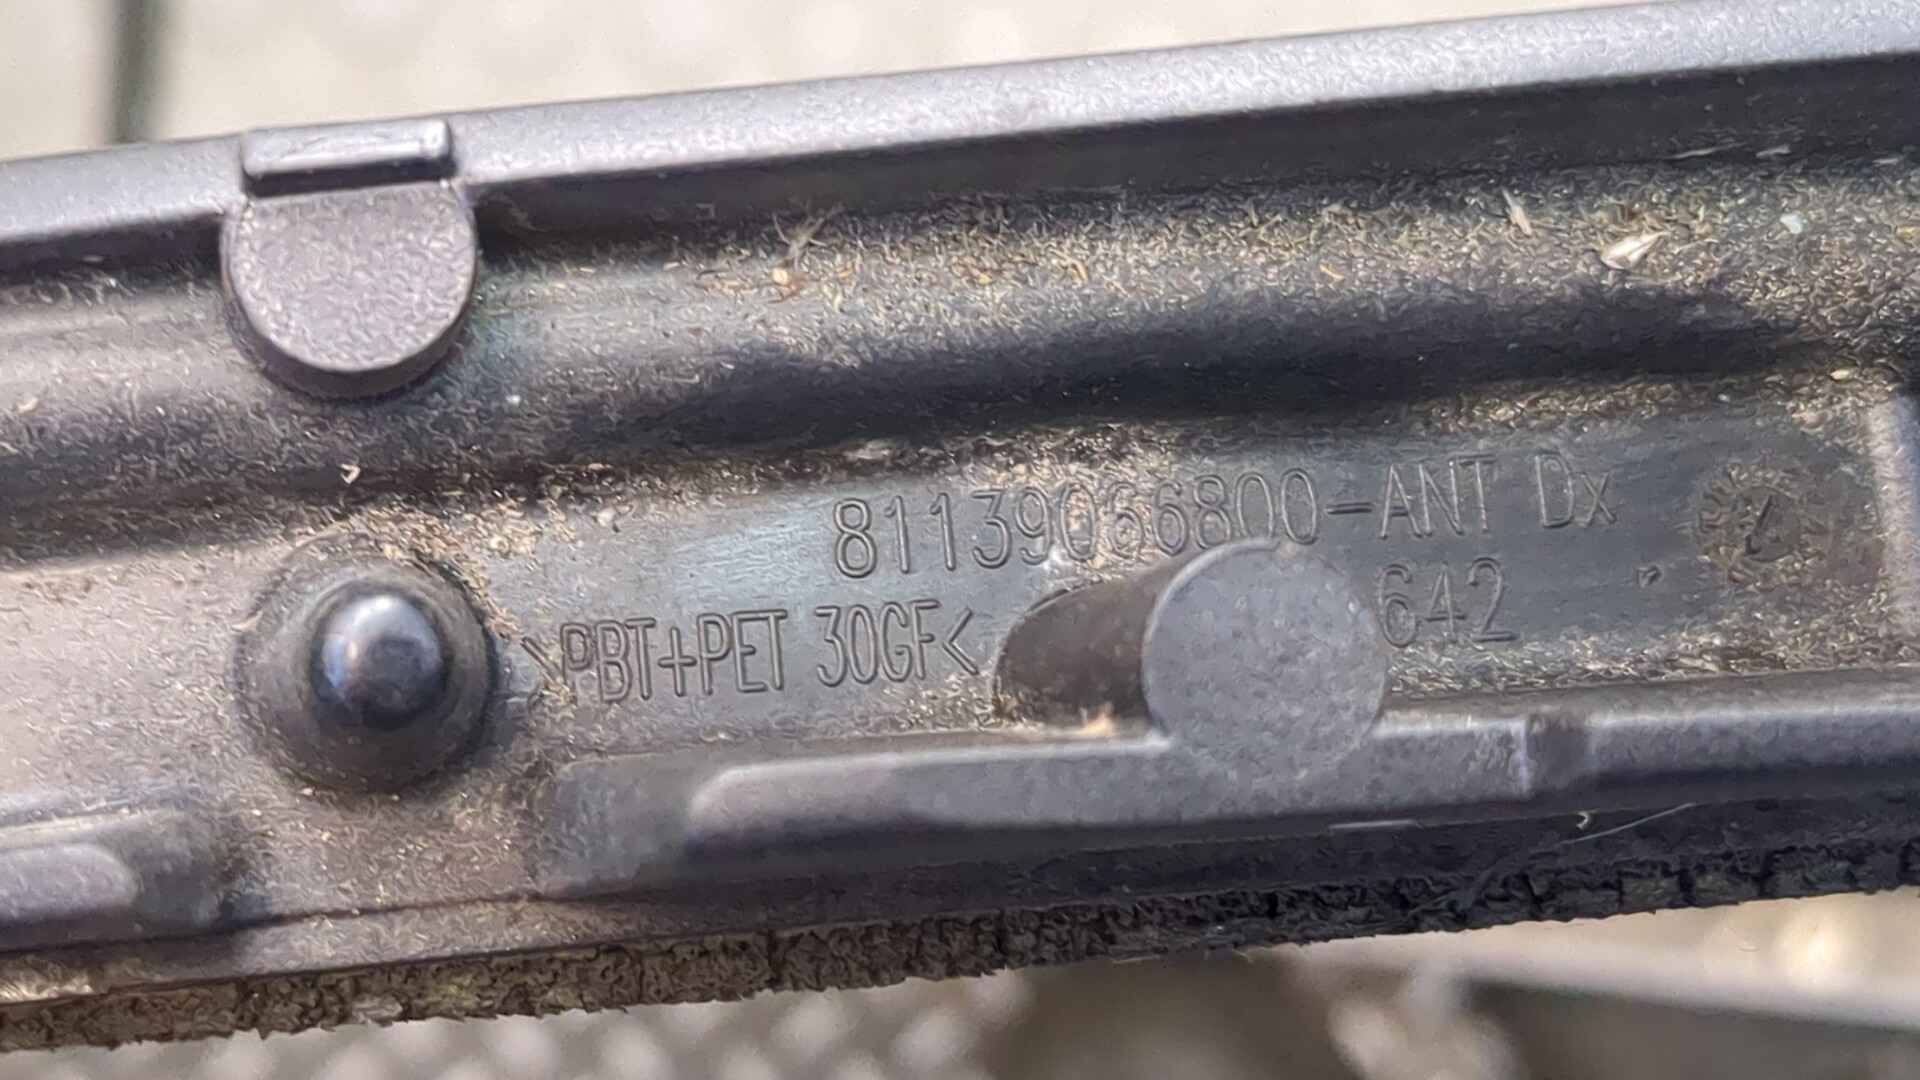 81139066800-ANT Dx
>PBT+PET 30GF<
642